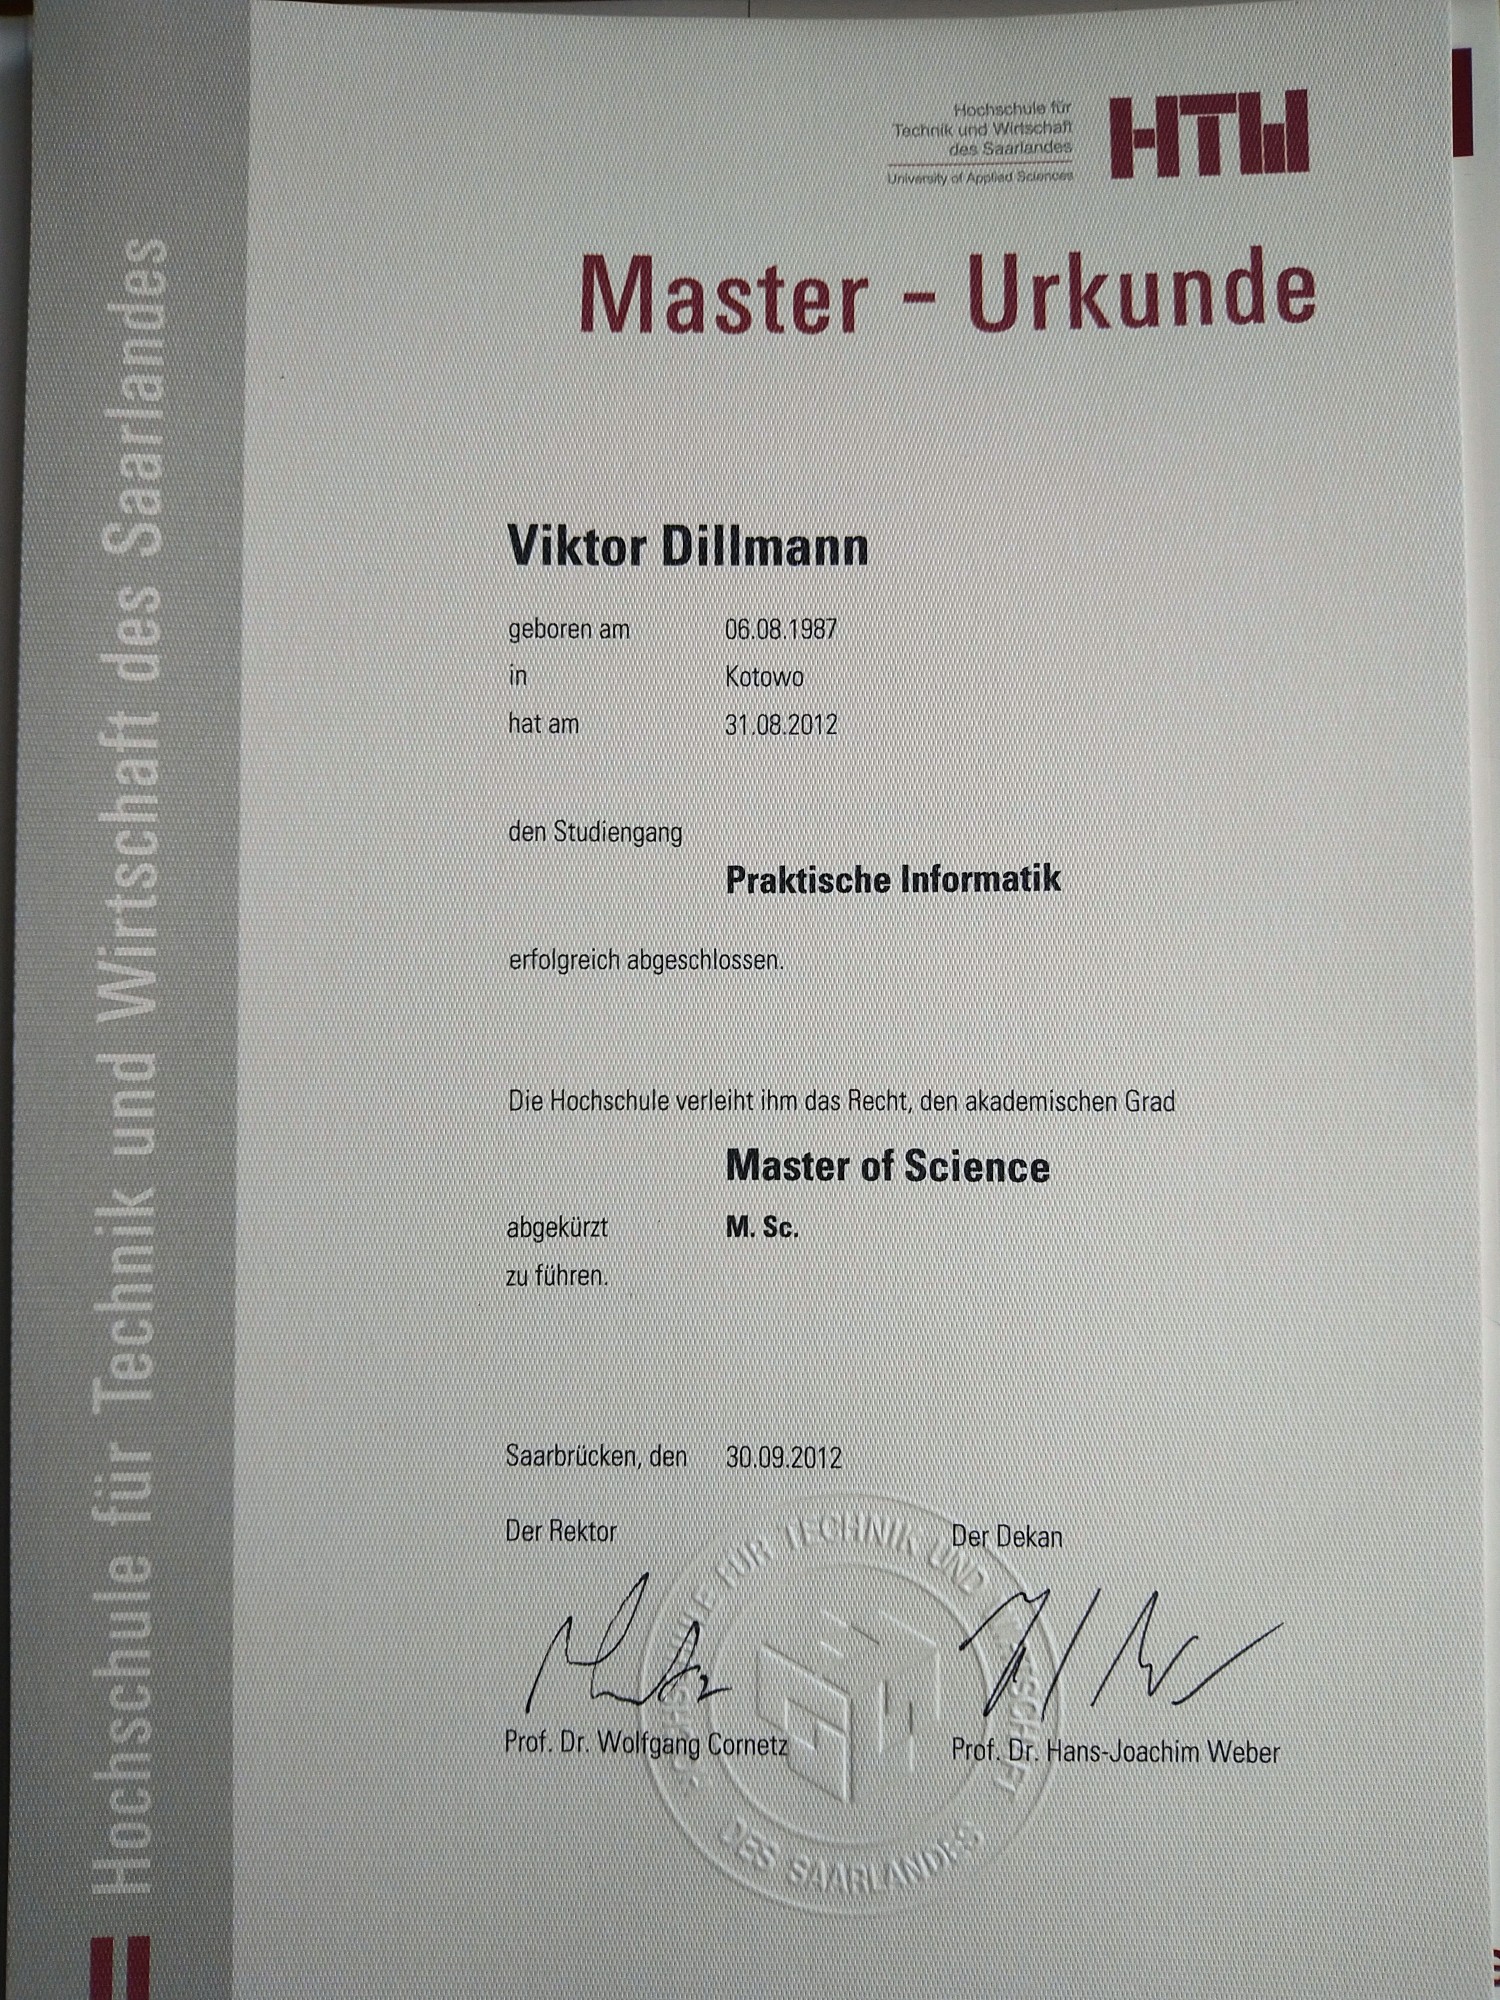 Hochschule für
Technik und Wirtschaft
des Saarlandes
University of Applied Sciences
HTW
Master - Urkunde
Viktor Dillmann
geboren am 06.08.1987
in Kotowo
hat am 31.08.2012
den Studiengang
Praktische Informatik
erfolgreich abgeschlossen.
Die Hochschule verleiht ihm das Recht, den akademischen Grad
Master of Science
abgekürzt M. Sc.
zu führen.
Saarbrücken, den 30.09.2012
Der Rektor Der Dekan
Prof. Dr. Wolfgang Cornetz Prof. Dr. Hans-Joachim Weber
HOCHSCHULE FÜR TECHNIK UND WIRTSCHAFT
DES SAARLANDES
Hochschule für Technik und Wirtschaft des Saarlandes